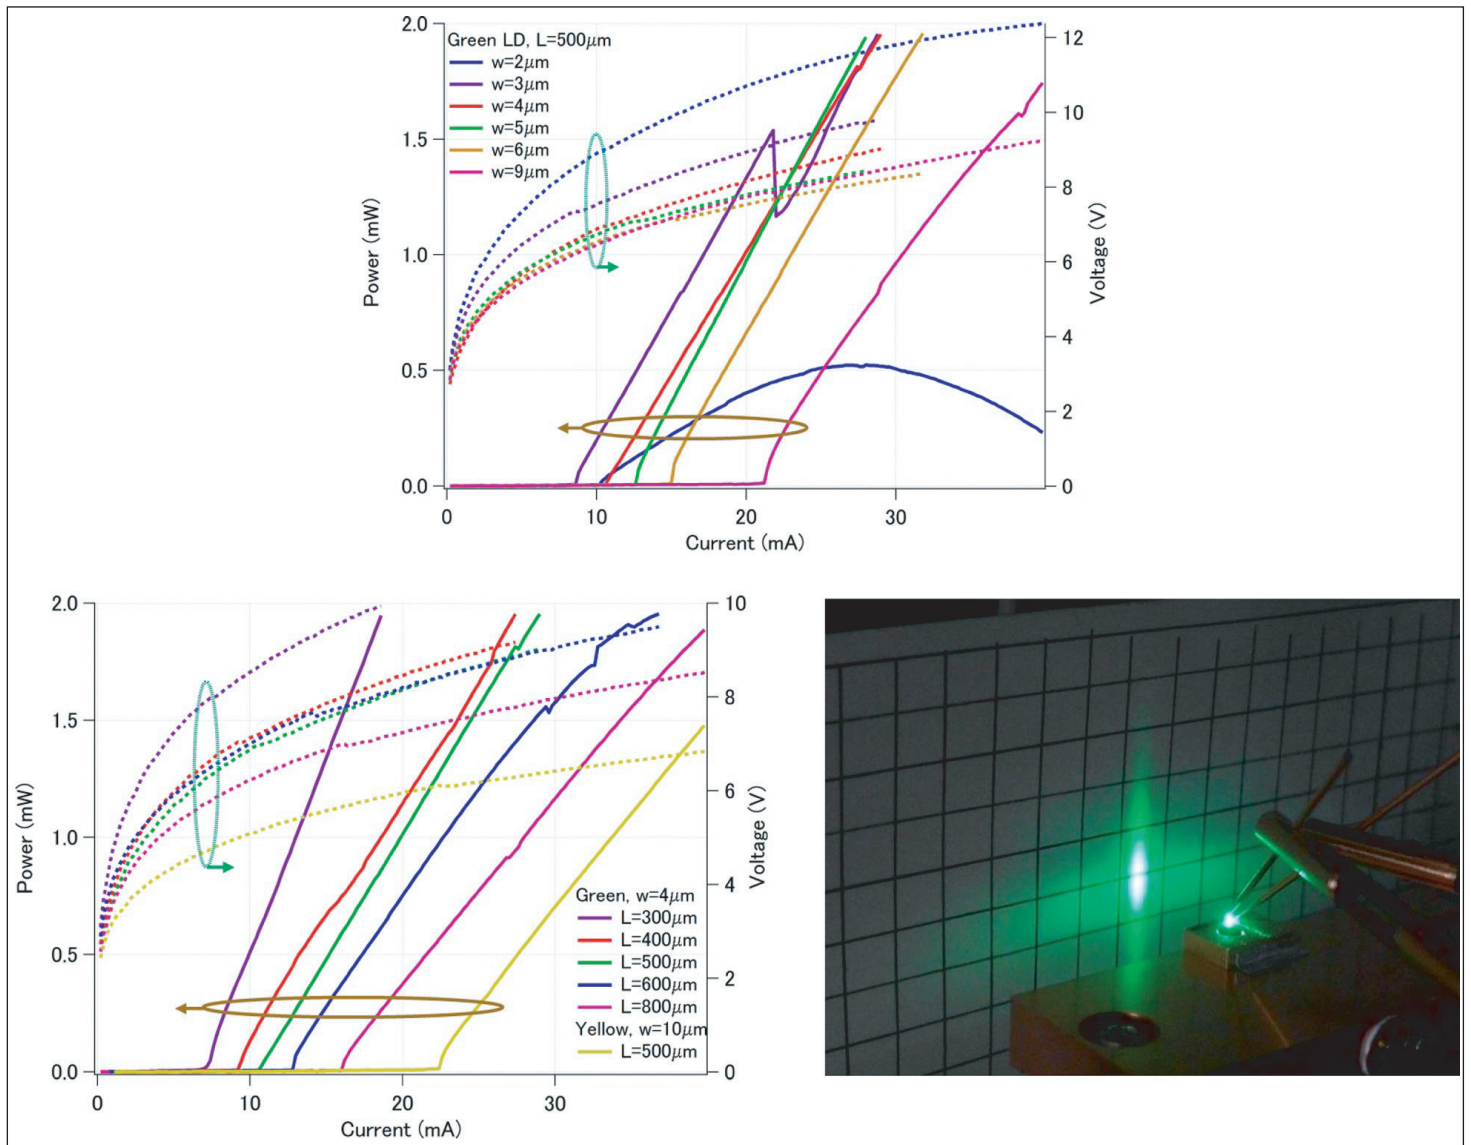 2.0
1.5
1.0
0.5
0.0
Power (mW)
Green LD, L=500μm
w=2μm
w=3μm
w=4μm
w=5μm
w=6μm
w=9μm
12
10
8
6
4
2
0
Voltage (V)
0 10 20 30
Current (mA)
2.0
1.5
1.0
0.5
0.0
Power (mW)
10
8
6
4
2
0
Voltage (V)
Green, w=4μm
L=300μm
L=400μm
L=500μm
L=600μm
L=800μm
Yellow, w=10μm
L=500μm
0 10 20 30
Current (mA)